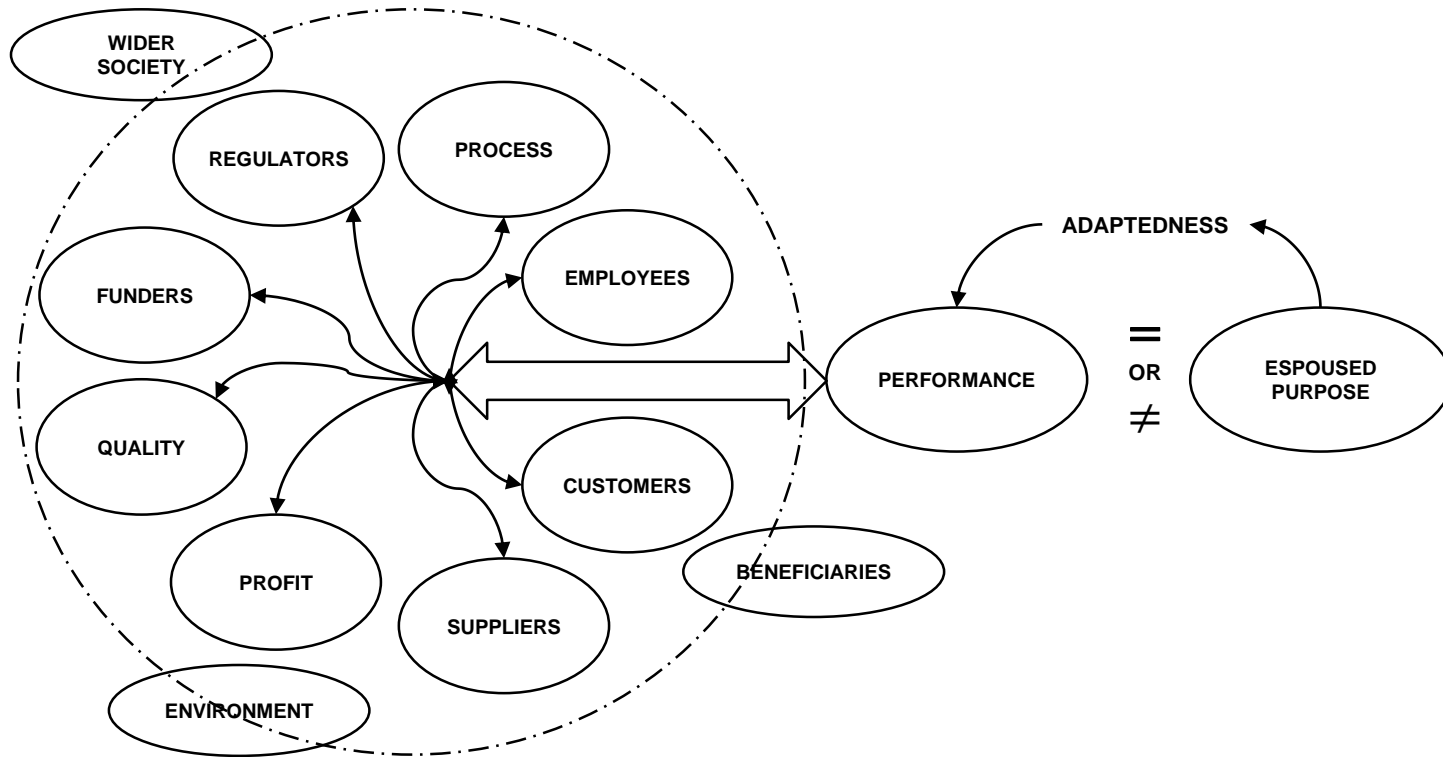 WIDER
SOCIETY
REGULATORS
PROCESS
FUNDERS
EMPLOYEES
ADAPTEDNESS
QUALITY
PERFORMANCE
=
OR
≠
ESPOUSED
PURPOSE
CUSTOMERS
PROFIT
SUPPLIERS
BENEFICIARIES
ENVIRONMENT